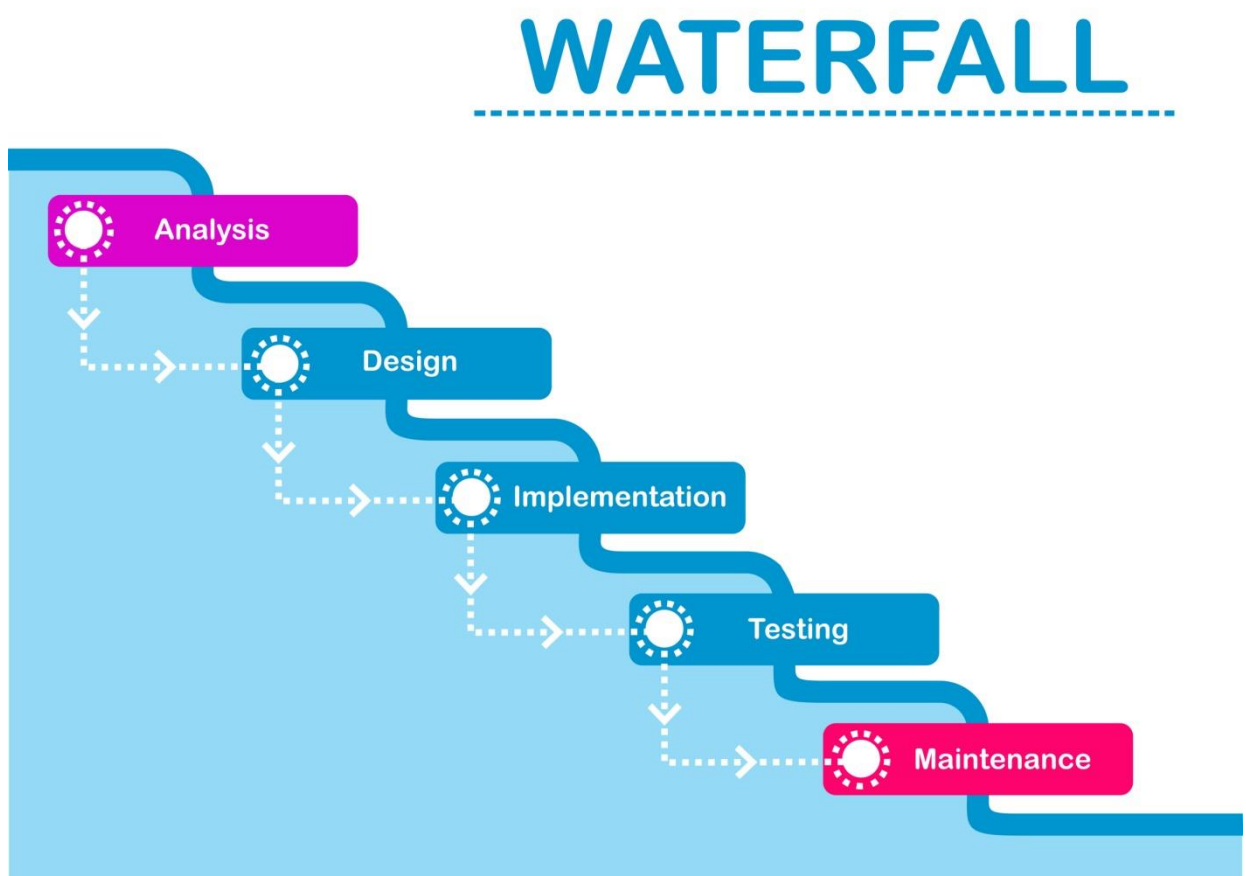 WATERFALL
Analysis
Design
Implementation
Testing
Maintenance